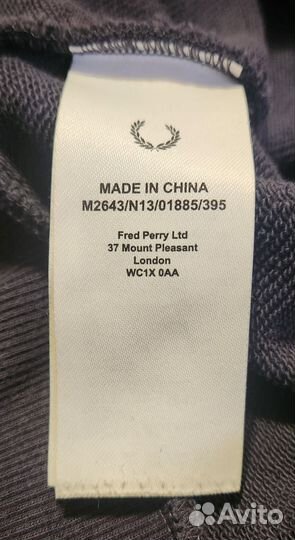 MADE IN CHINA
M2643/N13/01885/395
Fred Perry Ltd
37 Mount Pleasant
London
WC1X 0AA
Avito